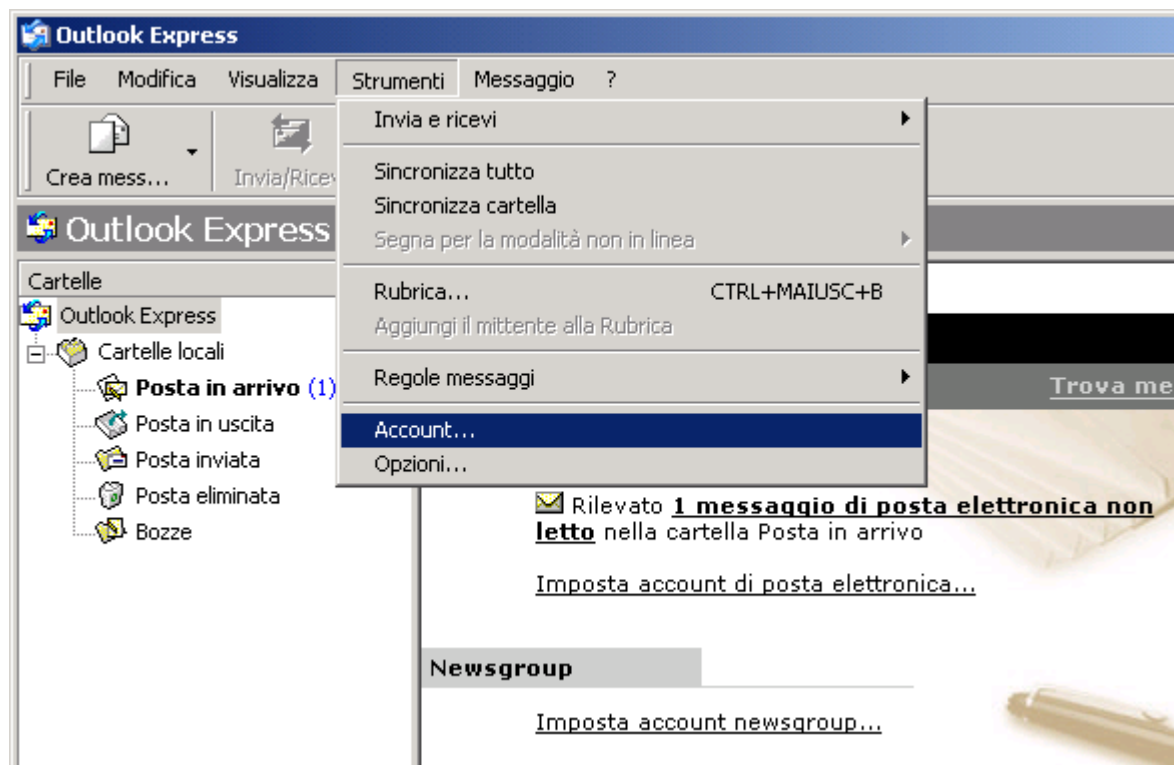 Outlook Express
File Modifica Visualizza Strumenti Messaggio ?
Crea mess... Invia/Ricev
Outlook Express
Invia e ricevi
Sincronizza tutto
Sincronizza cartella
Segna per la modalità non in linea
Rubrica... CTRL+MAIUSC+B
Aggiungi il mittente alla Rubrica
Regole messaggi
Account...
Opzioni...
Cartelle
Outlook Express
Cartelle locali
Posta in arrivo (1)
Posta in uscita
Posta inviata
Posta eliminata
Bozze
Trova me
Rilevato 1 messaggio di posta elettronica non
letto nella cartella Posta in arrivo
Imposta account di posta elettronica...
Newsgroup
Imposta account newsgroup...